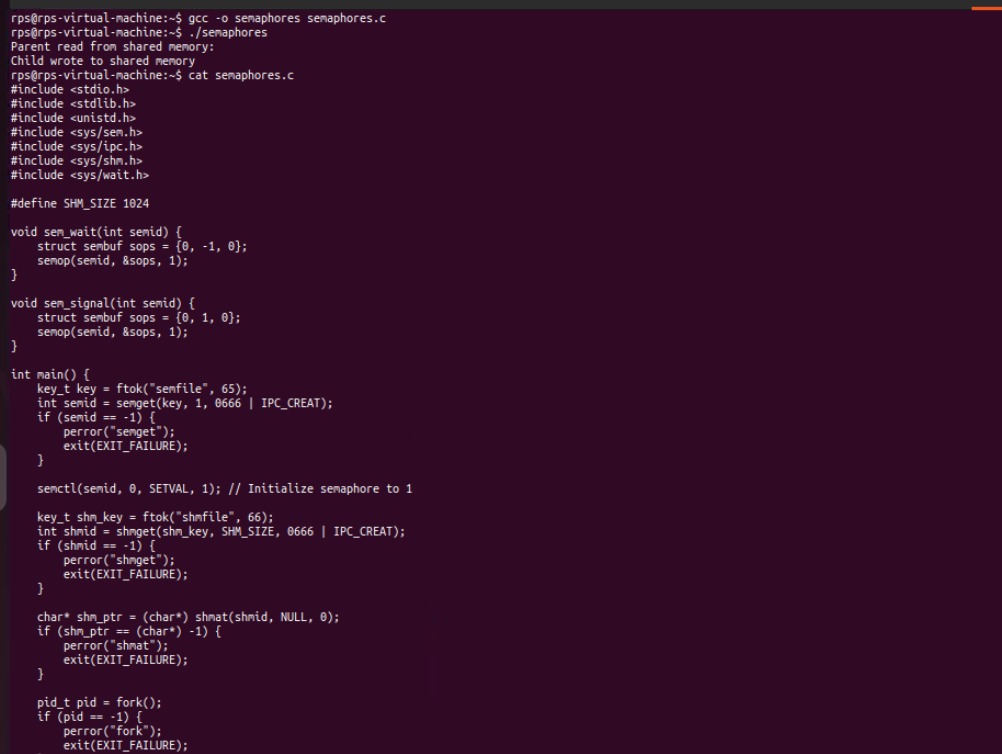 rps@rps-virtual-machine:~$ gcc -o semaphores semaphores.c
rps@rps-virtual-machine:~$ ./semaphores
Parent read from shared memory:
Child wrote to shared memory
rps@rps-virtual-machine:~$ cat semaphores.c
#include <stdio.h>
#include <stdlib.h>
#include <unistd.h>
#include <sys/sem.h>
#include <sys/ipc.h>
#include <sys/shm.h>
#include <sys/wait.h>

#define SHM_SIZE 1024

void sem_wait(int semid) {
    struct sembuf sops = {0, -1, 0};
    semop(semid, &sops, 1);
}

void sem_signal(int semid) {
    struct sembuf sops = {0, 1, 0};
    semop(semid, &sops, 1);
}

int main() {
    key_t key = ftok("semfile", 65);
    int semid = semget(key, 1, 0666 | IPC_CREAT);
    if (semid == -1) {
        perror("semget");
        exit(EXIT_FAILURE);
    }

    semctl(semid, 0, SETVAL, 1); // Initialize semaphore to 1

    key_t shm_key = ftok("shmfile", 66);
    int shmid = shmget(shm_key, SHM_SIZE, 0666 | IPC_CREAT);
    if (shmid == -1) {
        perror("shmget");
        exit(EXIT_FAILURE);
    }

    char* shm_ptr = (char*) shmat(shmid, NULL, 0);
    if (shm_ptr == (char*) -1) {
        perror("shmat");
        exit(EXIT_FAILURE);
    }

    pid_t pid = fork();
    if (pid == -1) {
        perror("fork");
        exit(EXIT_FAILURE);